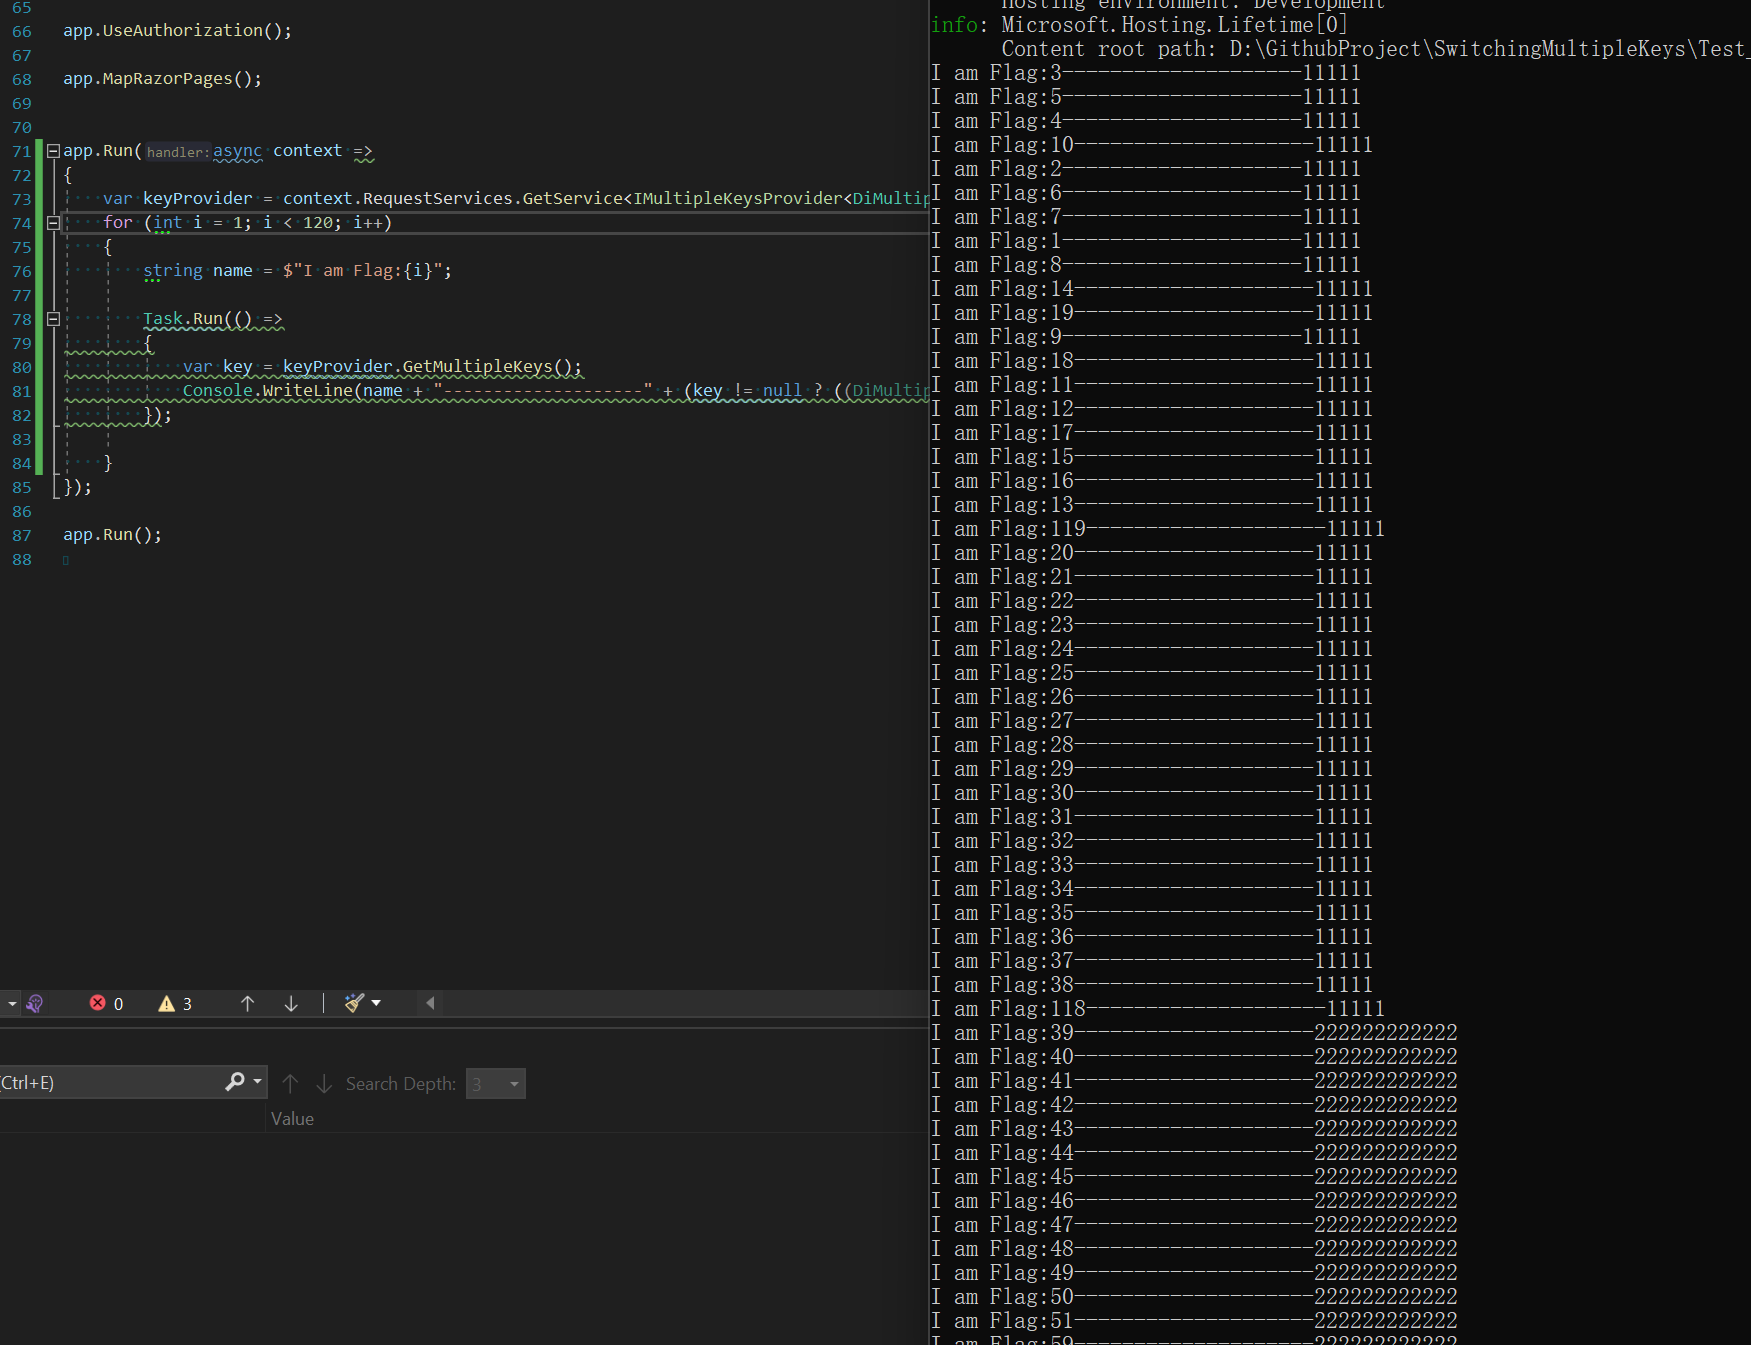 65
66 app.UseAuthorization();
67
68 app.MapRazorPages();
69
70
71 app.Run(handler:async context =>
72 {
73 var keyProvider = context.RequestServices.GetService<IMultipleKeysProvider<DiMultip
74 for (int i = 1; i < 120; i++)
75 {
76 string name = $"I am Flag:{i}";
77
78 Task.Run(() =>
79 {
80 var key = keyProvider.GetMultipleKeys();
81 Console.WriteLine(name + "--------------------" + (key != null ? ((DiMultip
82 });
83
84 }
85 });
86
87 app.Run();
88
0 3
(Ctrl+E) Search Depth: 3
Value
Hosting environment: Development
info: Microsoft.Hosting.Lifetime[0]
Content root path: D:\GithubProject\SwitchingMultipleKeys\Test_
I am Flag:3--------------------11111
I am Flag:5--------------------11111
I am Flag:4--------------------11111
I am Flag:10--------------------11111
I am Flag:2--------------------11111
I am Flag:6--------------------11111
I am Flag:7--------------------11111
I am Flag:1--------------------11111
I am Flag:8--------------------11111
I am Flag:14--------------------11111
I am Flag:19--------------------11111
I am Flag:9--------------------11111
I am Flag:18--------------------11111
I am Flag:11--------------------11111
I am Flag:12--------------------11111
I am Flag:17--------------------11111
I am Flag:15--------------------11111
I am Flag:16--------------------11111
I am Flag:13--------------------11111
I am Flag:119--------------------11111
I am Flag:20--------------------11111
I am Flag:21--------------------11111
I am Flag:22--------------------11111
I am Flag:23--------------------11111
I am Flag:24--------------------11111
I am Flag:25--------------------11111
I am Flag:26--------------------11111
I am Flag:27--------------------11111
I am Flag:28--------------------11111
I am Flag:29--------------------11111
I am Flag:30--------------------11111
I am Flag:31--------------------11111
I am Flag:32--------------------11111
I am Flag:33--------------------11111
I am Flag:34--------------------11111
I am Flag:35--------------------11111
I am Flag:36--------------------11111
I am Flag:37--------------------11111
I am Flag:38--------------------11111
I am Flag:118--------------------11111
I am Flag:39--------------------222222222222
I am Flag:40--------------------222222222222
I am Flag:41--------------------222222222222
I am Flag:42--------------------222222222222
I am Flag:43--------------------222222222222
I am Flag:44--------------------222222222222
I am Flag:45--------------------222222222222
I am Flag:46--------------------222222222222
I am Flag:47--------------------222222222222
I am Flag:48--------------------222222222222
I am Flag:49--------------------222222222222
I am Flag:50--------------------222222222222
I am Flag:51--------------------222222222222